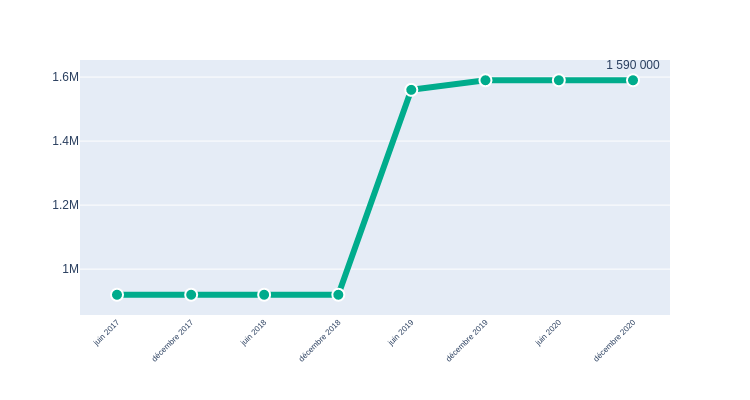 1 590 000
1.6M
1.4M
1.2M
1M
juin 2017
décembre 2017
juin 2018
décembre 2018
juin 2019
décembre 2019
juin 2020
décembre 2020